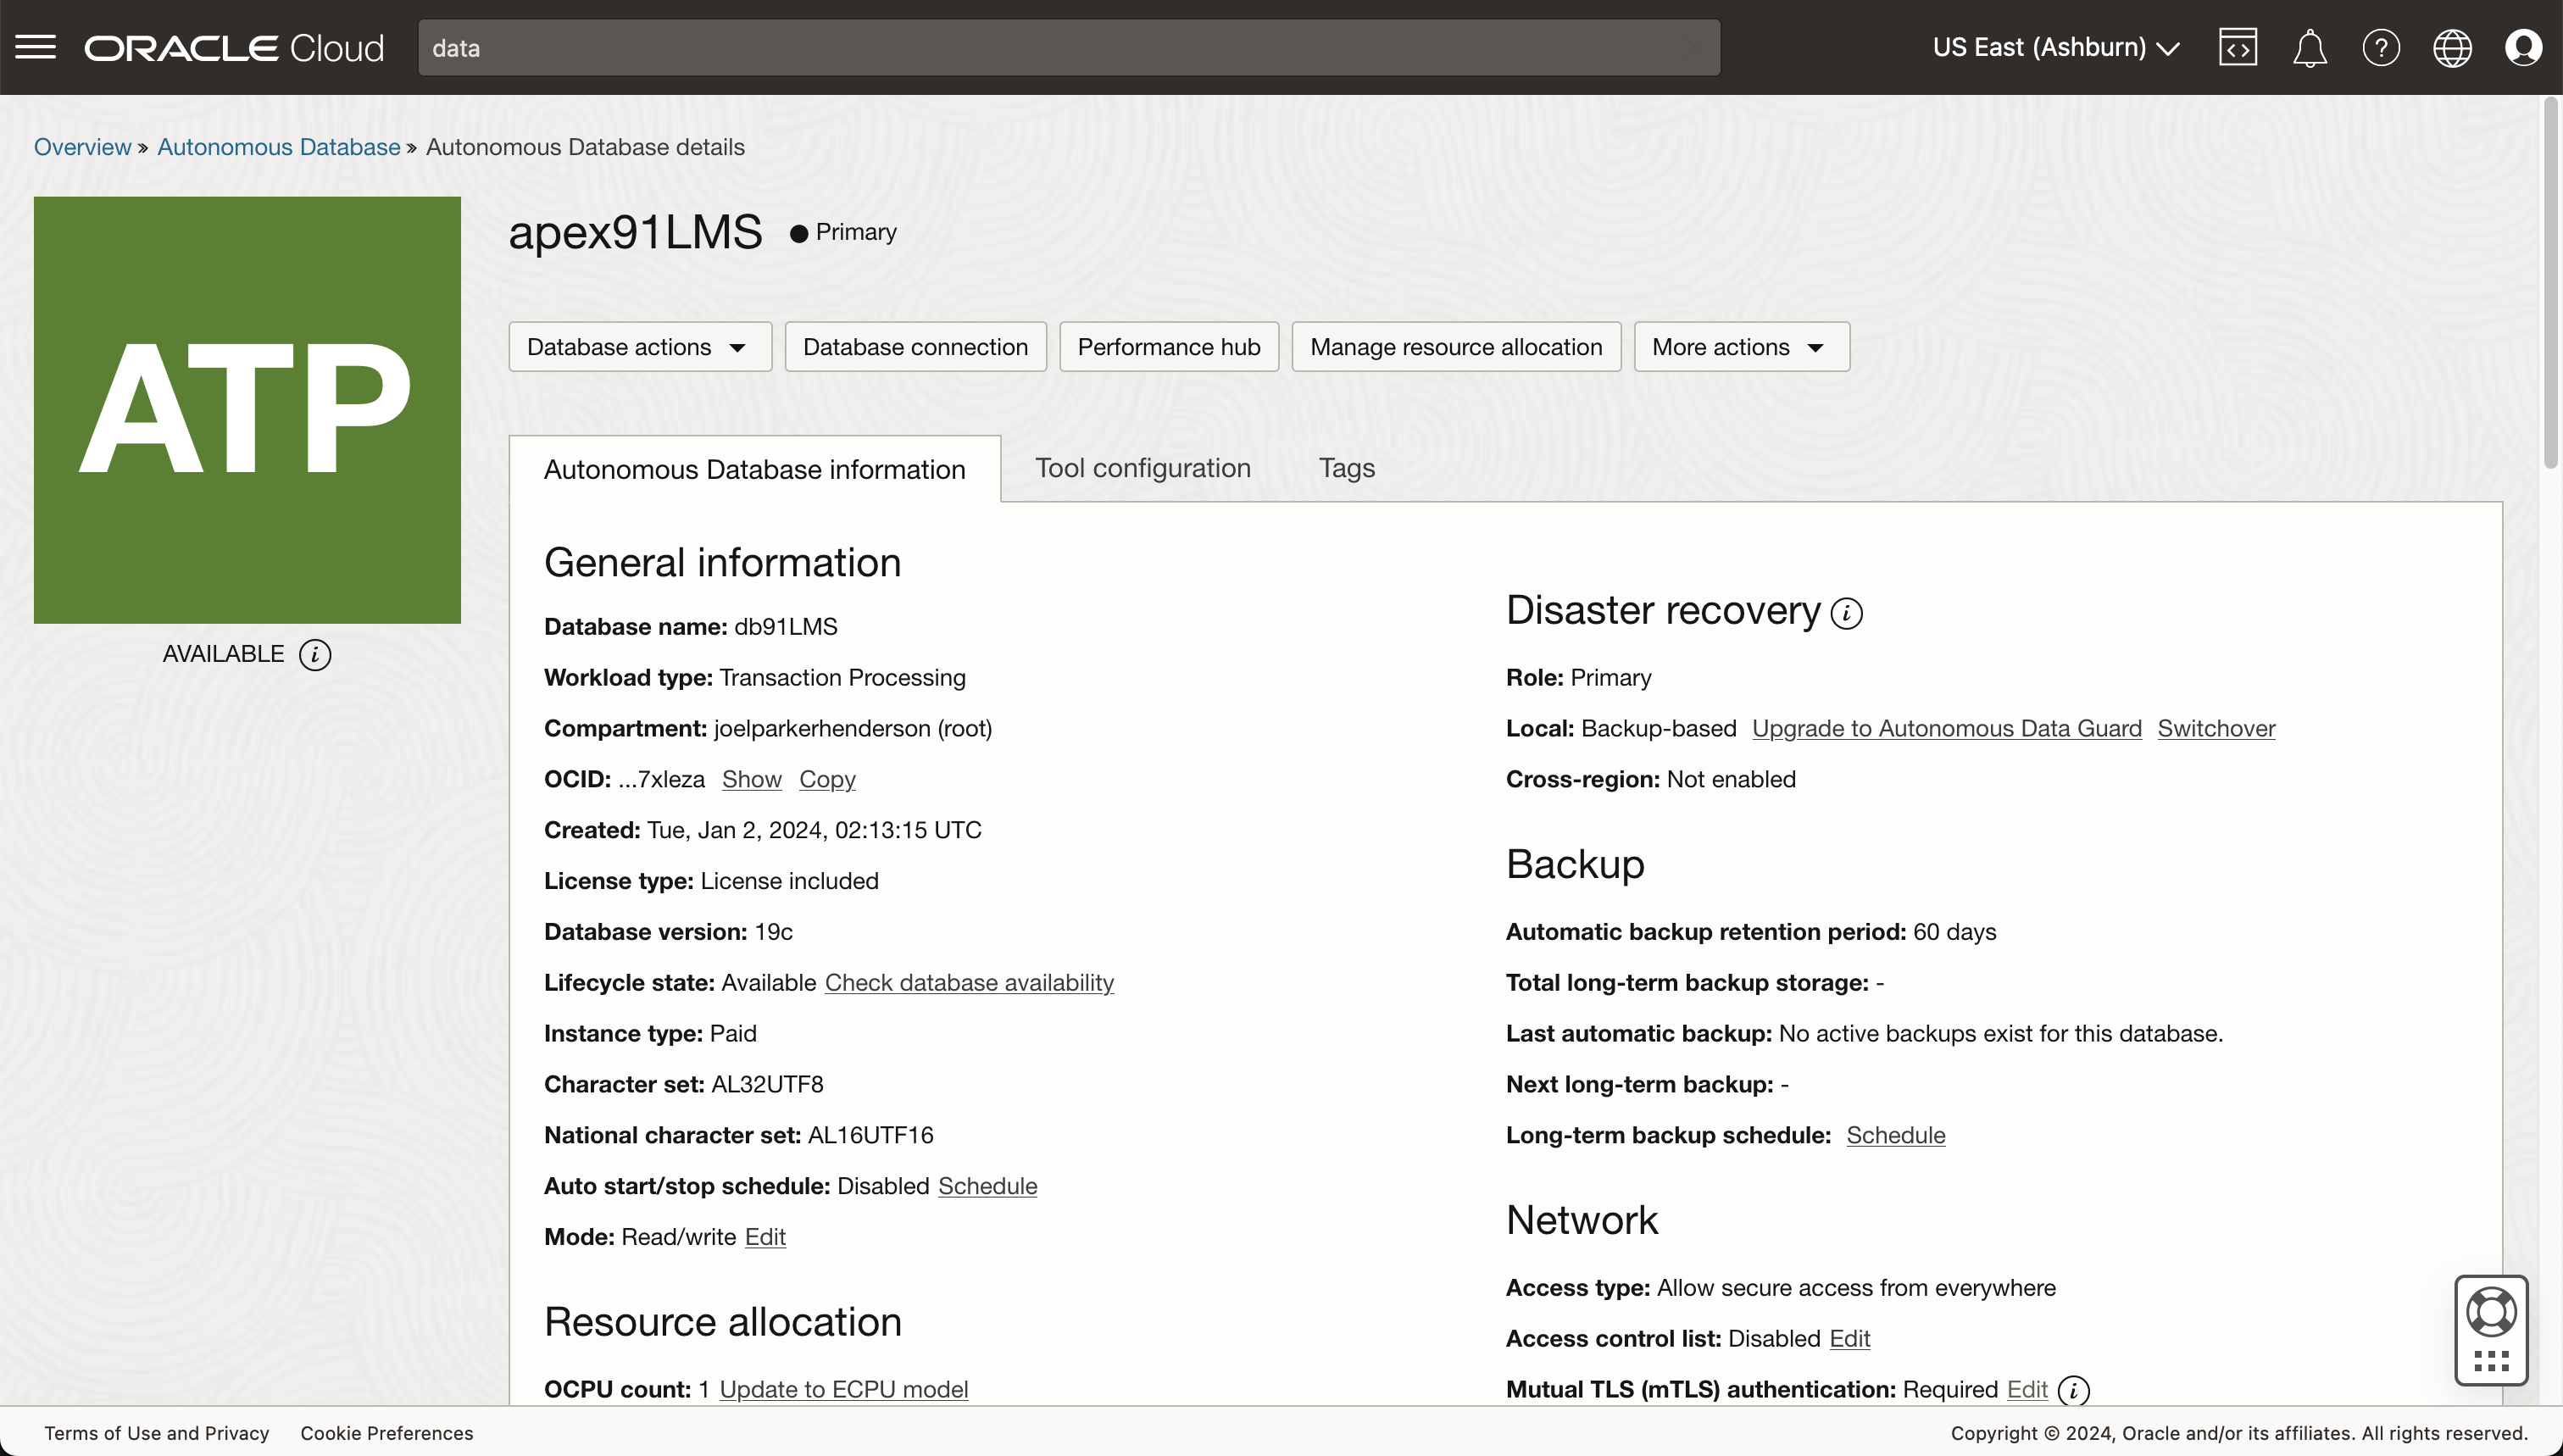 ORACLE Cloud
data
US East (Ashburn)
Overview » Autonomous Database » Autonomous Database details
ATP
AVAILABLE
apex91LMS Primary
Database actions
Database connection
Performance hub
Manage resource allocation
More actions
Autonomous Database information
Tool configuration
Tags
General information
Database name: db91LMS
Workload type: Transaction Processing
Compartment: joelparkerhenderson (root)
OCID: ...7xleza Show Copy
Created: Tue, Jan 2, 2024, 02:13:15 UTC
License type: License included
Database version: 19c
Lifecycle state: Available Check database availability
Instance type: Paid
Character set: AL32UTF8
National character set: AL16UTF16
Auto start/stop schedule: Disabled Schedule
Mode: Read/write Edit
Resource allocation
OCPU count: 1 Update to ECPU model
Disaster recovery
Role: Primary
Local: Backup-based Upgrade to Autonomous Data Guard Switchover
Cross-region: Not enabled
Backup
Automatic backup retention period: 60 days
Total long-term backup storage: -
Last automatic backup: No active backups exist for this database.
Next long-term backup: -
Long-term backup schedule: Schedule
Network
Access type: Allow secure access from everywhere
Access control list: Disabled Edit
Mutual TLS (mTLS) authentication: Required Edit
Terms of Use and Privacy
Cookie Preferences
Copyright © 2024, Oracle and/or its affiliates. All rights reserved.